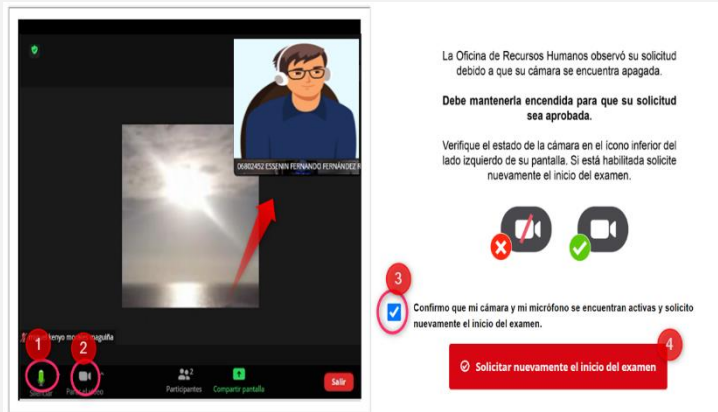 06802452 ESSENIN FERNANDO FERNÁNDEZ R
kenyo
maguiña
1
2
Participantes
2
Compartir pantalla
Salir
La Oficina de Recursos Humanos observó su solicitud
debido a que su cámara se encuentra apagada.
Debe mantenerla encendida para que su solicitud
sea aprobada.
Verifique el estado de la cámara en el ícono inferior del
lado izquierdo de su pantalla. Si está habilitada solicite
nuevamente el inicio del examen.
3
Confirmo que mi cámara y mi micrófono se encuentran activas y solicito
nuevamente el inicio del examen.
4
Solicitar nuevamente el inicio del examen